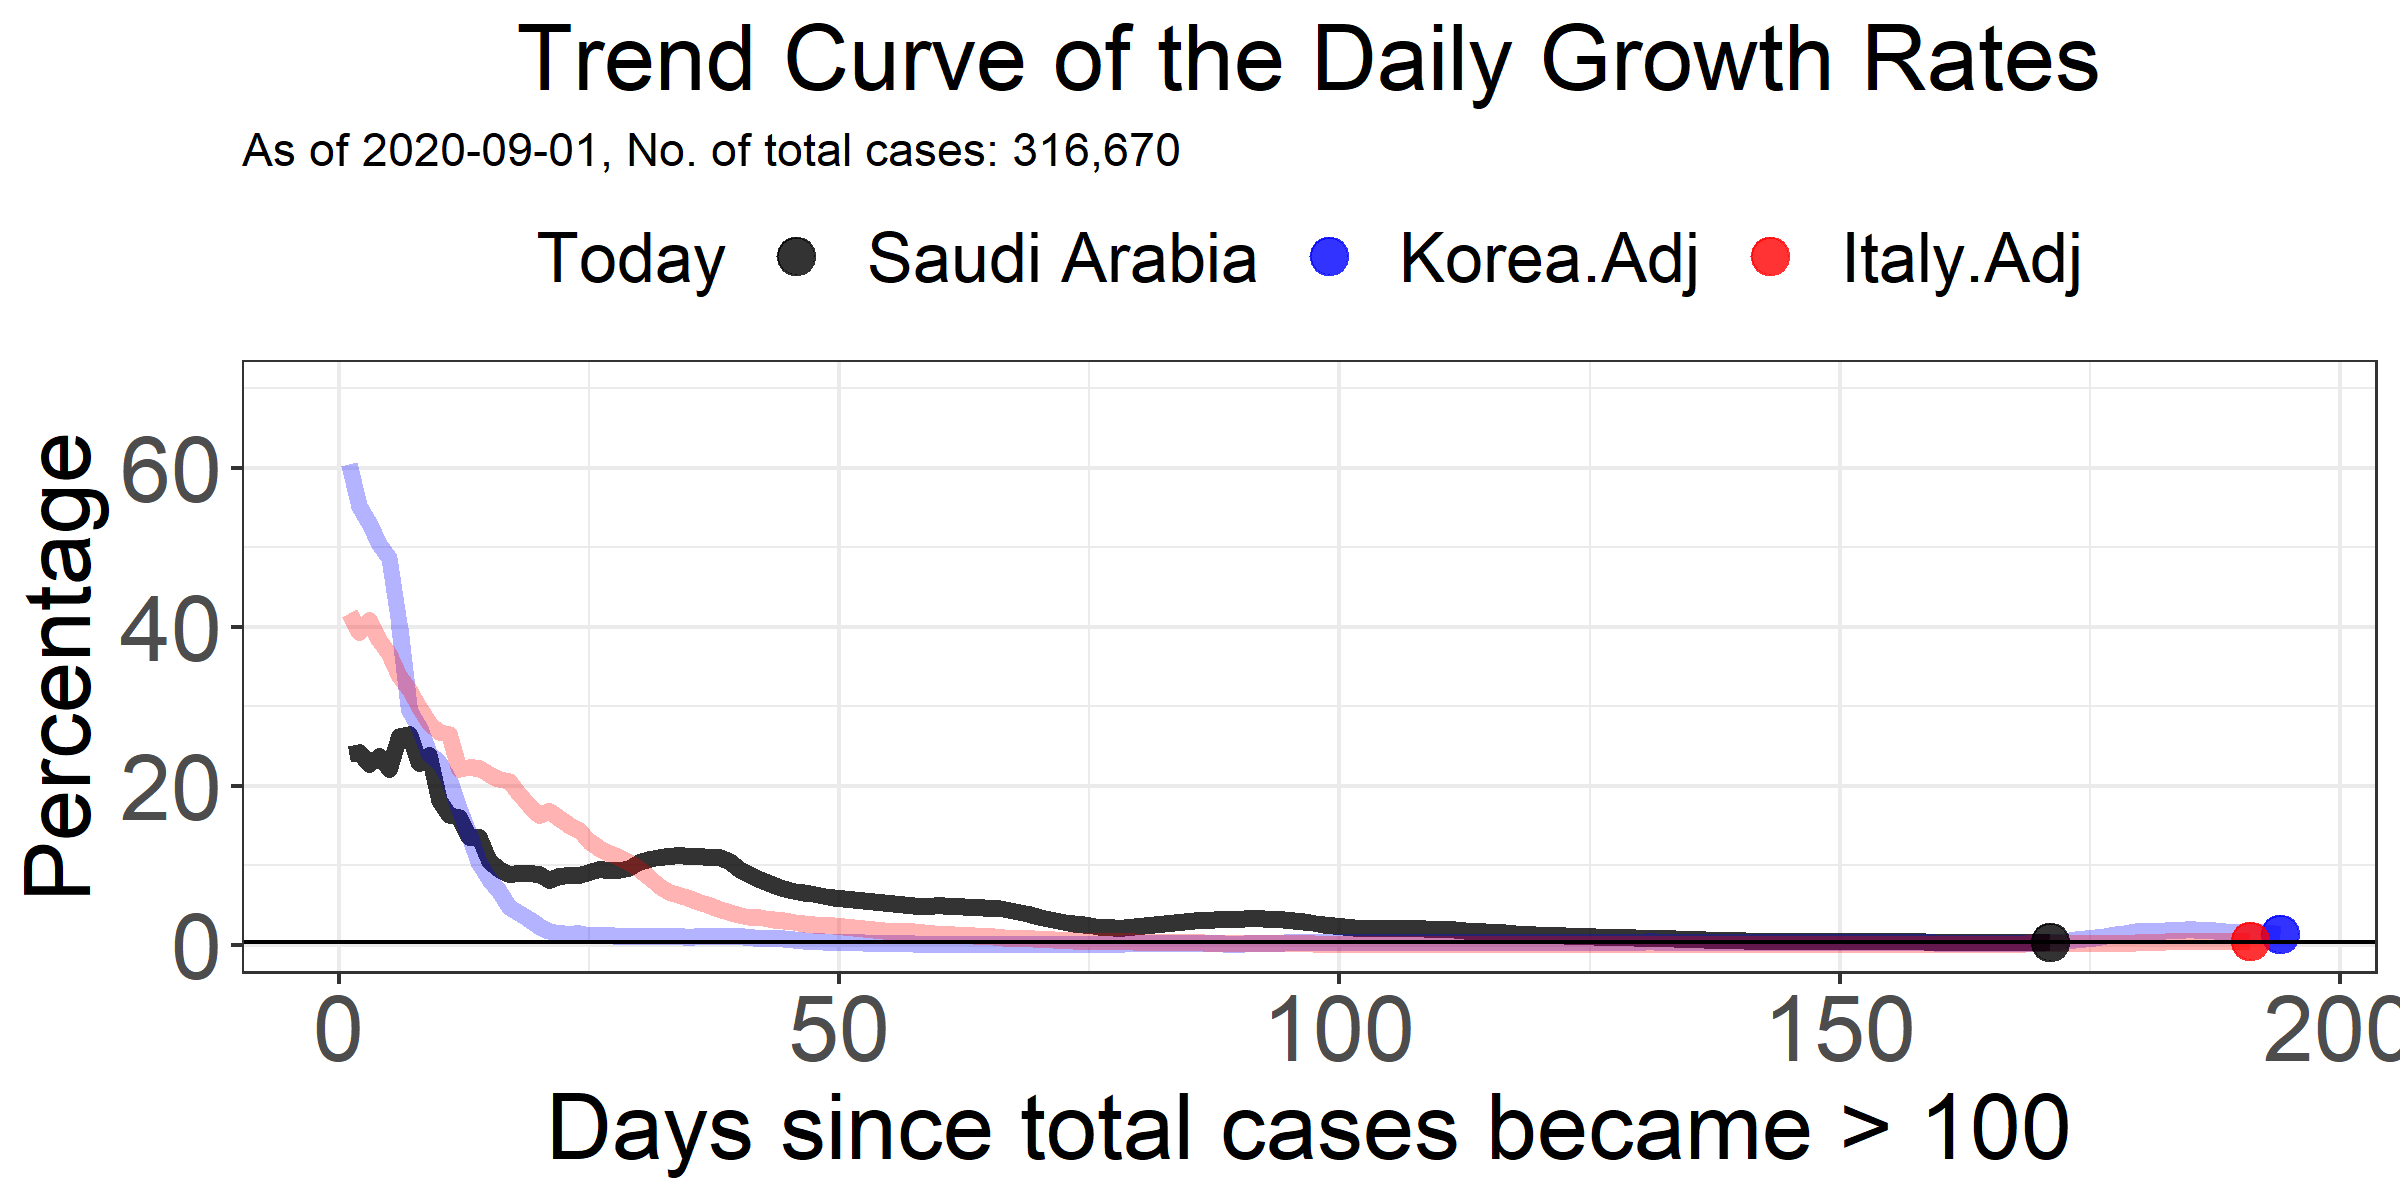 Trend Curve of the Daily Growth Rates
As of 2020-09-01, No. of total cases: 316,670
Today Saudi Arabia Korea.Adj Italy.Adj
Percentage
60
40
20
0
0 50 100 150 200
Days since total cases became > 100